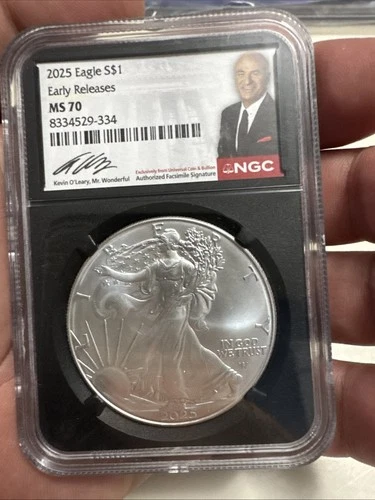 2025 Eagle S$1
Early Releases
MS 70
8334529-334
Kevin O'Leary, Mr. Wonderful
Exclusively from Universal Coin & Bullion
Authorized Facsimile Signature
NGC
LIBERTY
IN GOD
WE TRUST
2025